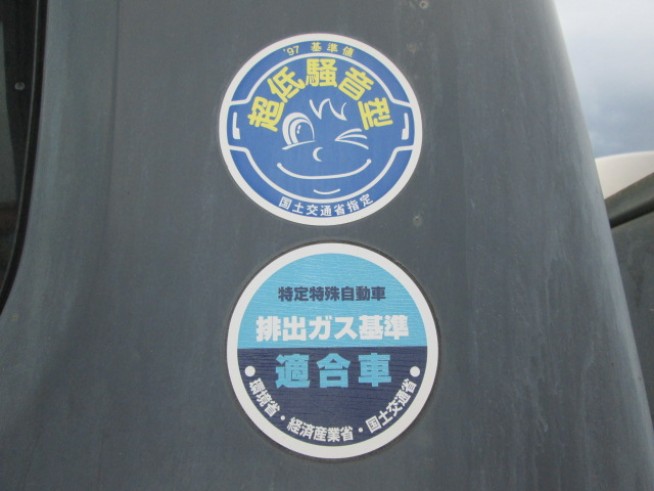 '97 基準値
超低騒音型
国土交通省指定
特定特殊自動車
排出ガス基準
適合車
●環境省・経済産業省・国土交通省●